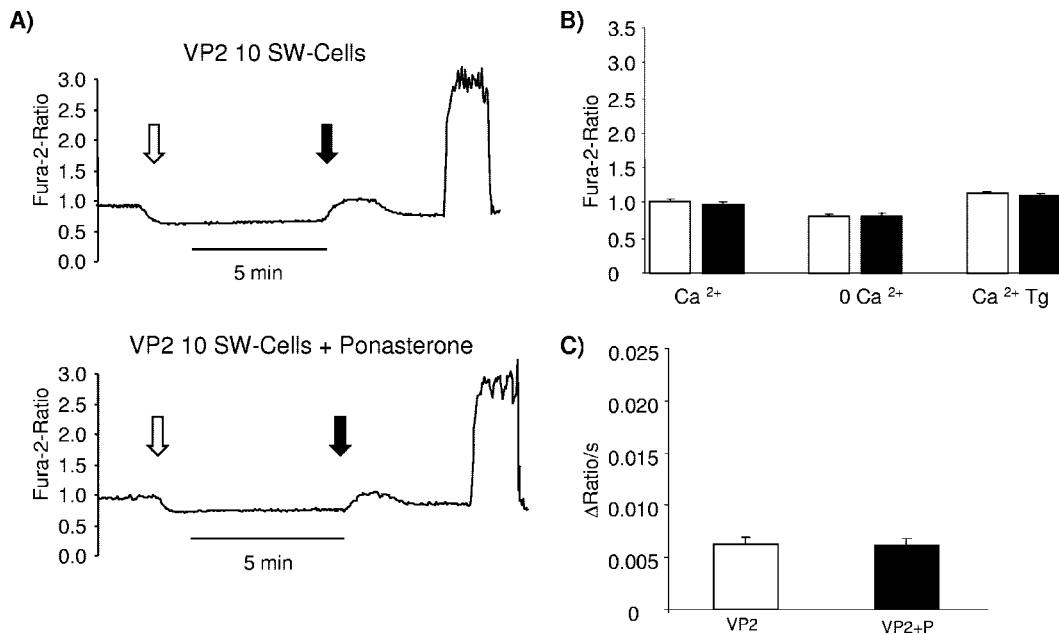 A)
VP2 10 SW-Cells
Fura-2-Ratio
3.0
2.5
2.0
1.5
1.0
0.5
0.0
5 min
VP2 10 SW-Cells + Ponasterone
Fura-2-Ratio
3.0
2.5
2.0
1.5
1.0
0.5
0.0
5 min
B)
Fura-2-Ratio
3.5
3.0
2.5
2.0
1.5
1.0
0.5
0
Ca 2+
0 Ca 2+
Ca 2+ Tg
C)
ΔRatio/s
0.025
0.020
0.015
0.010
0.005
0
VP2
VP2+P